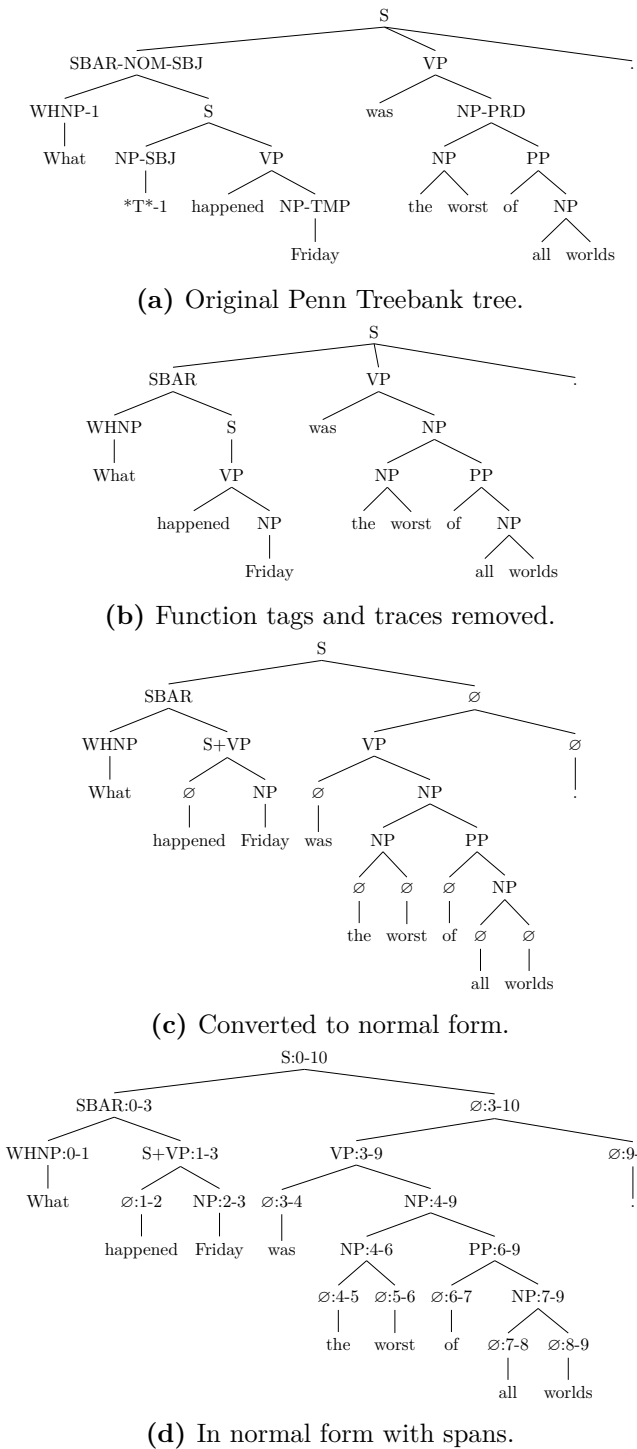 S
SBAR-NOM-SBJ VP .
WHNP-1 S was NP-PRD
What NP-SBJ VP NP PP
*T*-1 happened NP-TMP the worst of NP
Friday all worlds
(a) Original Penn Treebank tree.
S
SBAR VP .
WHNP S was NP
What VP NP PP
happened NP the worst of NP
Friday all worlds
(b) Function tags and traces removed.
S
SBAR ∅
WHNP S+VP VP ∅
What ∅ NP ∅ NP .
happened Friday was NP PP
∅ ∅ ∅ NP
the worst of ∅ ∅
all worlds
(c) Converted to normal form.
S:0-10
SBAR:0-3 ∅:3-10
WHNP:0-1 S+VP:1-3 VP:3-9 ∅:9-
What ∅:1-2 NP:2-3 ∅:3-4 NP:4-9 .
happened Friday was NP:4-6 PP:6-9
∅:4-5 ∅:5-6 ∅:6-7 NP:7-9
the worst of ∅:7-8 ∅:8-9
all worlds
(d) In normal form with spans.